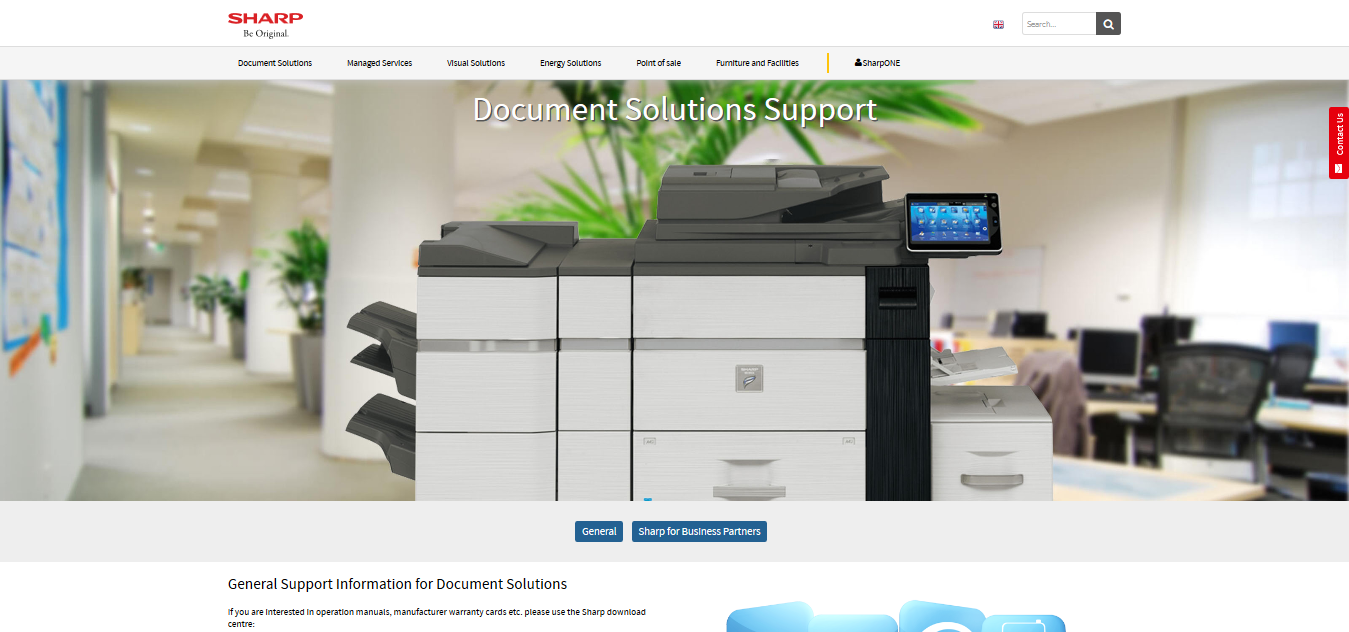 SHARP
Be Original.
Search...
Document Solutions
Managed Services
Visual Solutions
Energy Solutions
Point of sale
Furniture and Facilities
SharpONE
Document Solutions Support
Contact Us
General
Sharp for Business Partners
General Support Information for Document Solutions
If you are interested in operation manuals, manufacturer warranty cards etc. please use the Sharp download
centre: